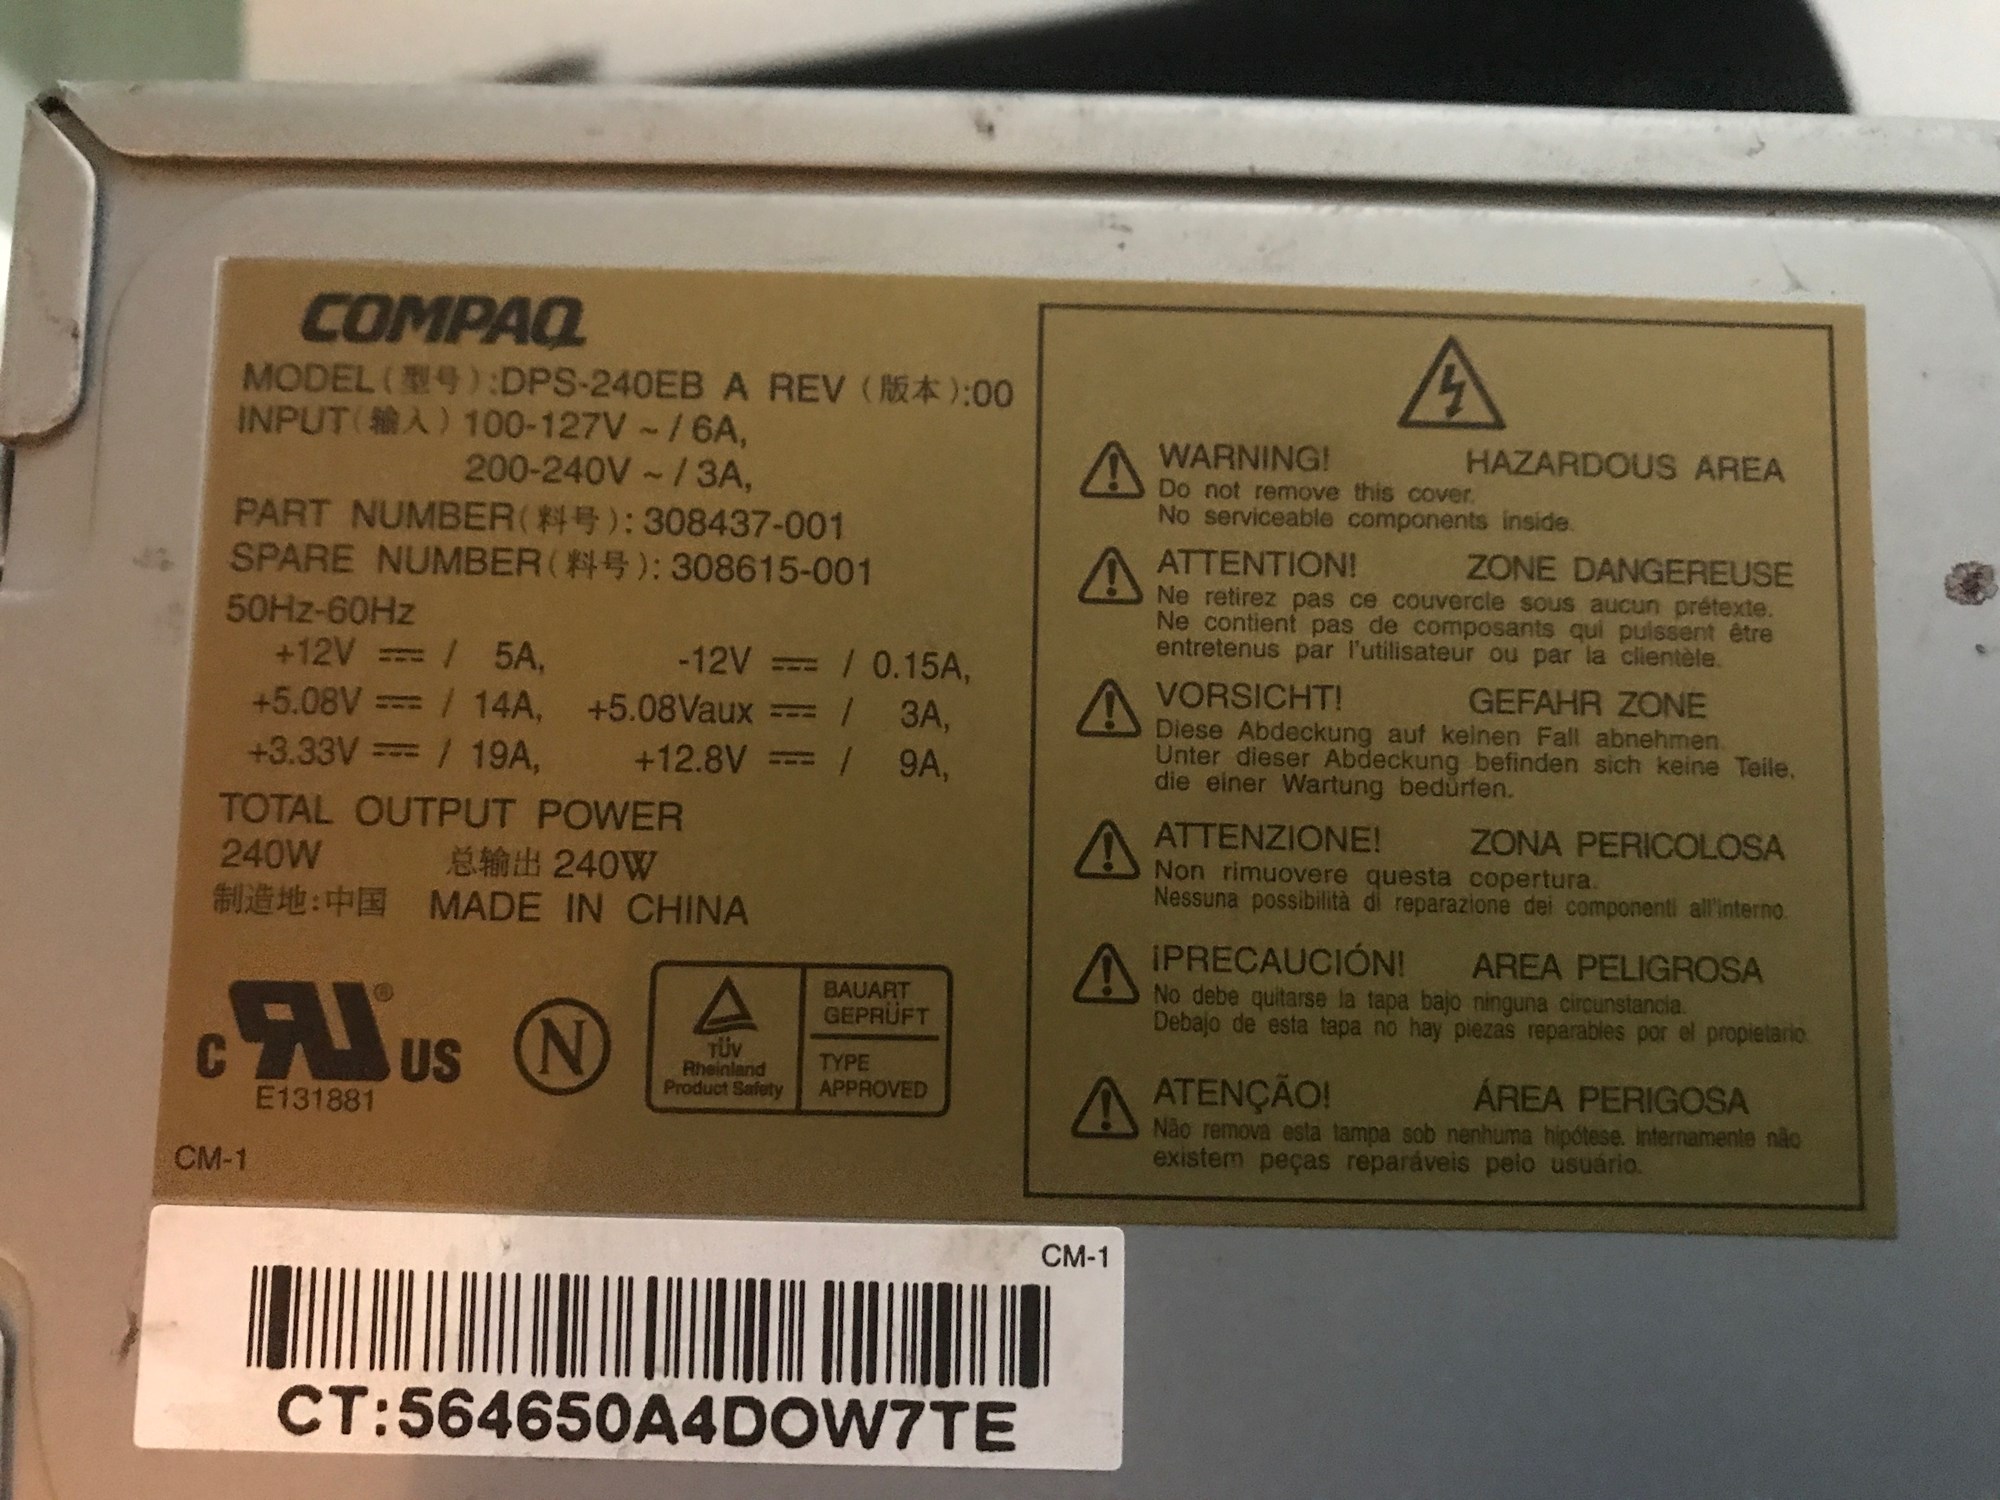 COMPAQ
MODEL(型号):DPS-240EB A REV(版本):00
INPUT(输入) 100-127V ~ / 6A,
200-240V ~ / 3A,
PART NUMBER(料号): 308437-001
SPARE NUMBER(料号): 308615-001
50Hz-60Hz
+12V ⎓ / 5A, -12V ⎓ / 0.15A,
+5.08V ⎓ / 14A, +5.08Vaux ⎓ / 3A,
+3.33V ⎓ / 19A, +12.8V ⎓ / 9A,
TOTAL OUTPUT POWER
240W 总输出 240W
制造地:中国 MADE IN CHINA
C RU ® US
E131881
N
TÜV
Rheinland
Product Safety
BAUART
GEPRÜFT
TYPE
APPROVED
CM-1
WARNING! HAZARDOUS AREA
Do not remove this cover.
No serviceable components inside.
ATTENTION! ZONE DANGEREUSE
Ne retirez pas ce couvercle sous aucun prétexte.
Ne contient pas de composants qui puissent être
entretenus par l'utilisateur ou par la clientèle.
VORSICHT! GEFAHR ZONE
Diese Abdeckung auf keinen Fall abnehmen.
Unter dieser Abdeckung befinden sich keine Teile,
die einer Wartung bedürfen.
ATTENZIONE! ZONA PERICOLOSA
Non rimuovere questa copertura.
Nessuna possibilità di reparazione dei componenti all'interno.
¡PRECAUCIÓN! AREA PELIGROSA
No debe quitarse la tapa bajo ninguna circunstancia.
Debajo de esta tapa no hay piezas reparables por el propietario.
ATENÇÃO! ÁREA PERIGOSA
Não remova esta tampa sob nenhuma hipótese. Internamente não
existem peças reparáveis pelo usuário.
CM-1
CT:564650A4DOW7TE